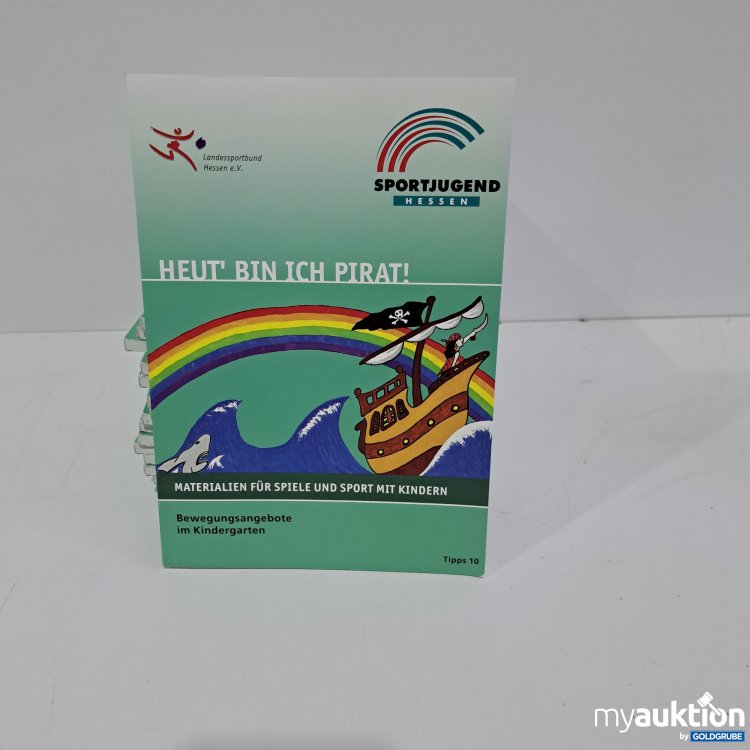 Landessportbund
Hessen e.V.
SPORTJUGEND
HESSEN
HEUT' BIN ICH PIRAT!
MATERIALIEN FÜR SPIELE UND SPORT MIT KINDERN
Bewegungsangebote
im Kindergarten
Tipps 10
myauktion
by GOLDGRUBE